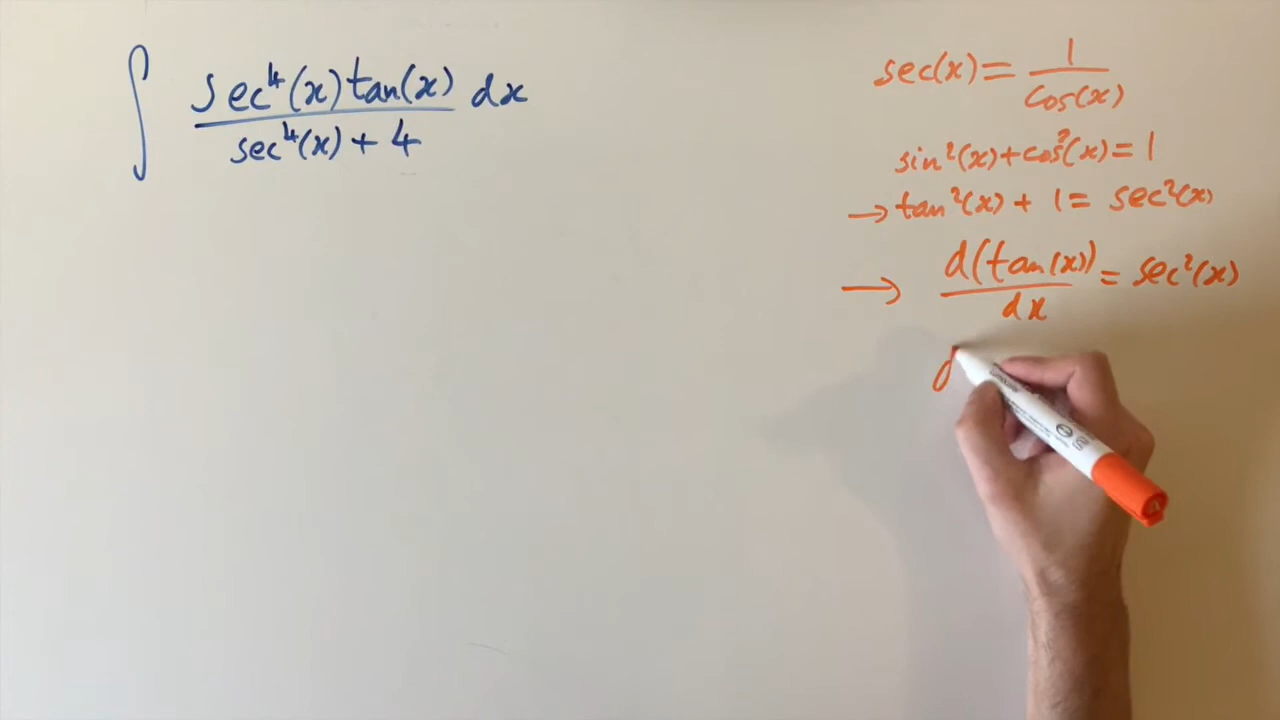 ∫ sec⁴(x)tan(x) / sec⁴(x) + 4 dx
sec(x) = 1 / cos(x)
sin²(x) + cos²(x) = 1
→ tan²(x) + 1 = sec²(x)
→ d(tan(x)) / dx = sec²(x)
d